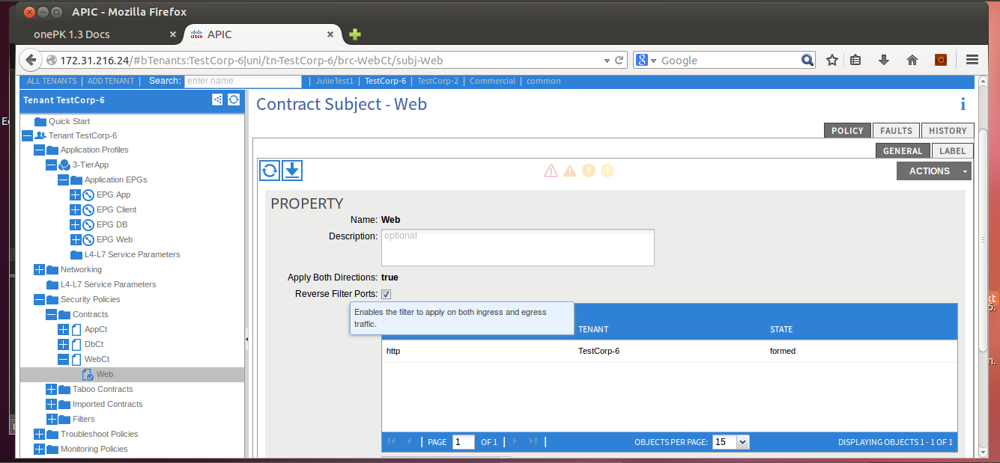 APIC - Mozilla Firefox
onePK 1.3 Docs
APIC
172.31.216.24/#bTenants:TestCorp-6|uni/tn-TestCorp-6/brc-WebCt/subj-Web
Google
ALL TENANTS | ADD TENANT | Search: enter name | JulieTest1 | TestCorp-6 | TestCorp-2 | Commercial | common
Tenant TestCorp-6
Quick Start
Tenant TestCorp-6
Application Profiles
3-TierApp
Application EPGs
EPG App
EPG Client
EPG DB
EPG Web
L4-L7 Service Parameters
Networking
L4-L7 Service Parameters
Security Policies
Contracts
AppCt
DbCt
WebCt
Web
Taboo Contracts
Imported Contracts
Filters
Troubleshoot Policies
Monitoring Policies
Contract Subject - Web
i
POLICY FAULTS HISTORY
GENERAL LABEL
ACTIONS
PROPERTY
Name: Web
Description: optional
Apply Both Directions: true
Reverse Filter Ports:
Enables the filter to apply on both ingress and egress
traffic.
TENANT STATE
http TestCorp-6 formed
PAGE 1 OF 1 OBJECTS PER PAGE: 15 DISPLAYING OBJECTS 1 - 1 OF 1